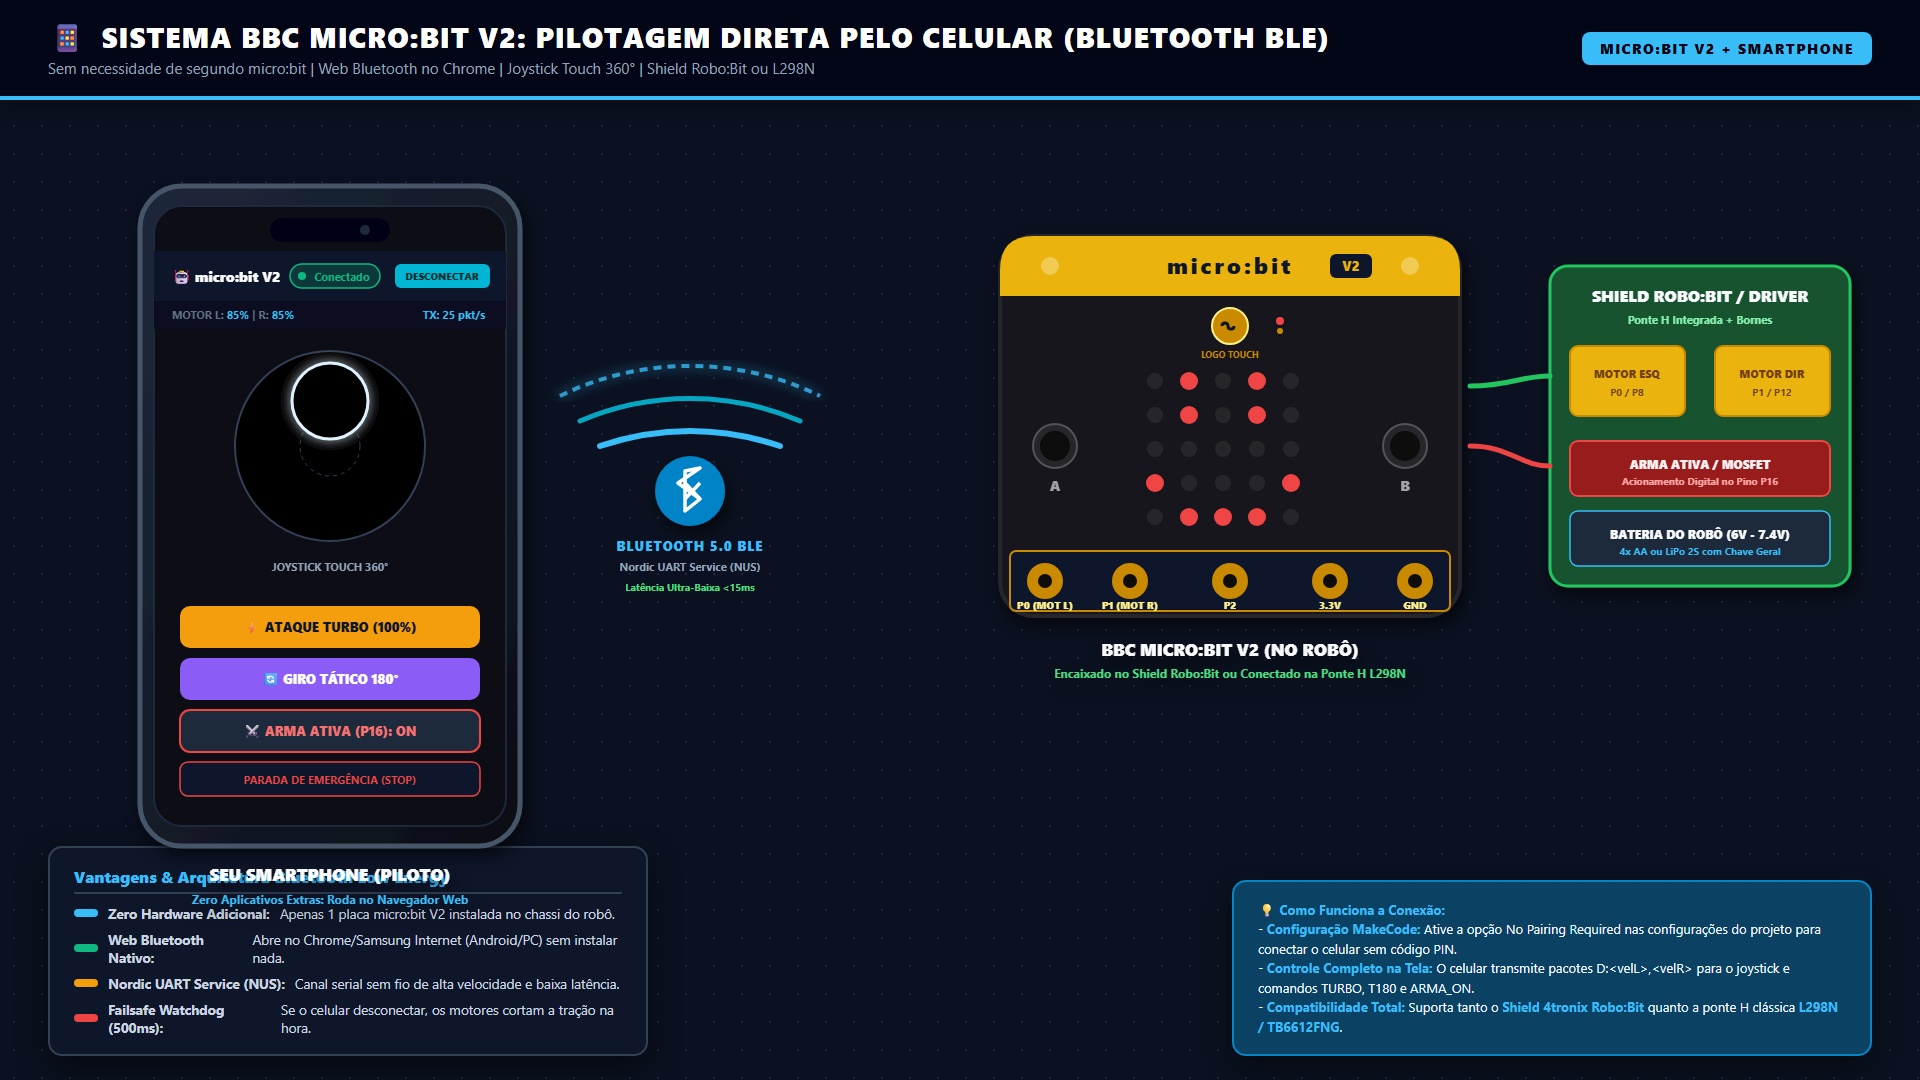 SISTEMA BBC MICRO:BIT V2: PILOTAGEM DIRETA PELO CELULAR (BLUETOOTH BLE)
Sem necessidade de segundo micro:bit | Web Bluetooth no Chrome | Joystick Touch 360° | Shield Robo:Bit ou L298N
MICRO:BIT V2 + SMARTPHONE
micro:bit V2
Conectado
DESCONECTAR
MOTOR L: 85% | R: 85%
TX: 25 pkt/s
JOYSTICK TOUCH 360°
ATAQUE TURBO (100%)
GIRO TÁTICO 180°
ARMA ATIVA (P16): ON
PARADA DE EMERGÊNCIA (STOP)
SEU SMARTPHONE (PILOTO)
Zero Aplicativos Extras: Roda no Navegador Web
BLUETOOTH 5.0 BLE
Nordic UART Service (NUS)
Latência Ultra-Baixa <15ms
micro:bit
V2
LOGO TOUCH
A
B
P0 (MOT L)
P1 (MOT R)
P2
3.3V
GND
BBC MICRO:BIT V2 (NO ROBÔ)
Encaixado no Shield Robo:Bit ou Conectado na Ponte H L298N
SHIELD ROBO:BIT / DRIVER
Ponte H Integrada + Bornes
MOTOR ESQ
P0 / P8
MOTOR DIR
P1 / P12
ARMA ATIVA / MOSFET
Acionamento Digital no Pino P16
BATERIA DO ROBÔ (6V - 7.4V)
4x AA ou LiPo 2S com Chave Geral
Vantagens &
Zero Hardware Adicional: Apenas 1 placa micro:bit V2 instalada no chassi do robô.
Web Bluetooth Nativo: Abre no Chrome/Samsung Internet (Android/PC) sem instalar nada.
Nordic UART Service (NUS): Canal serial sem fio de alta velocidade e baixa latência.
Failsafe Watchdog (500ms): Se o celular desconectar, os motores cortam a tração na hora.
Como Funciona a Conexão:
- Configuração MakeCode: Ative a opção No Pairing Required nas configurações do projeto para
conectar o celular sem código PIN.
- Controle Completo na Tela: O celular transmite pacotes D:<velL>,<velR> para o joystick e
comandos TURBO, T180 e ARMA_ON.
- Compatibilidade Total: Suporta tanto o Shield 4tronix Robo:Bit quanto a ponte H clássica L298N
/ TB6612FNG.